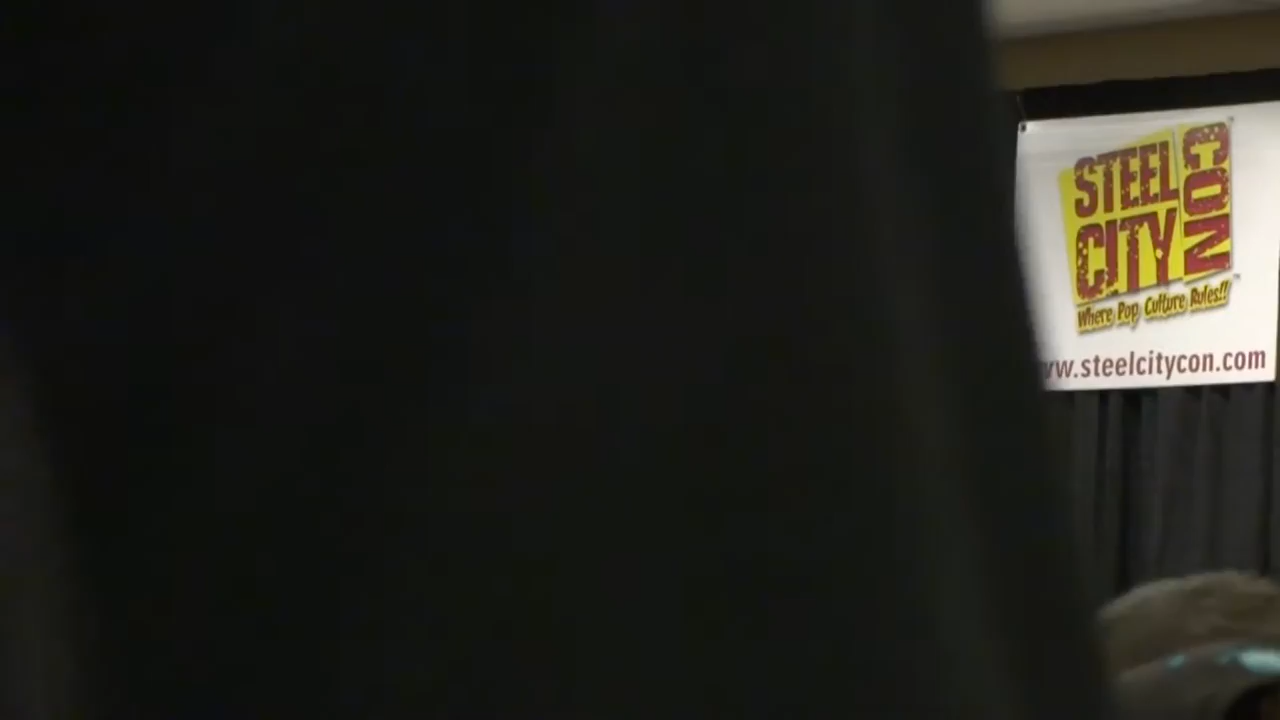 STEEL
CITY
CON
Where Pop Culture Rules!!
ww.steelcitycon.com